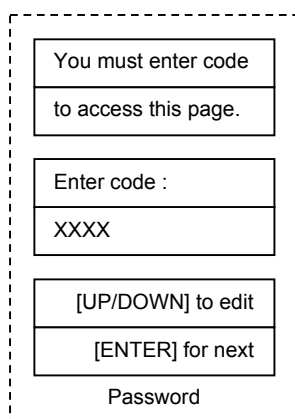 You must enter code
to access this page.
Enter code :
XXXX
[UP/DOWN] to edit
[ENTER] for next
Password